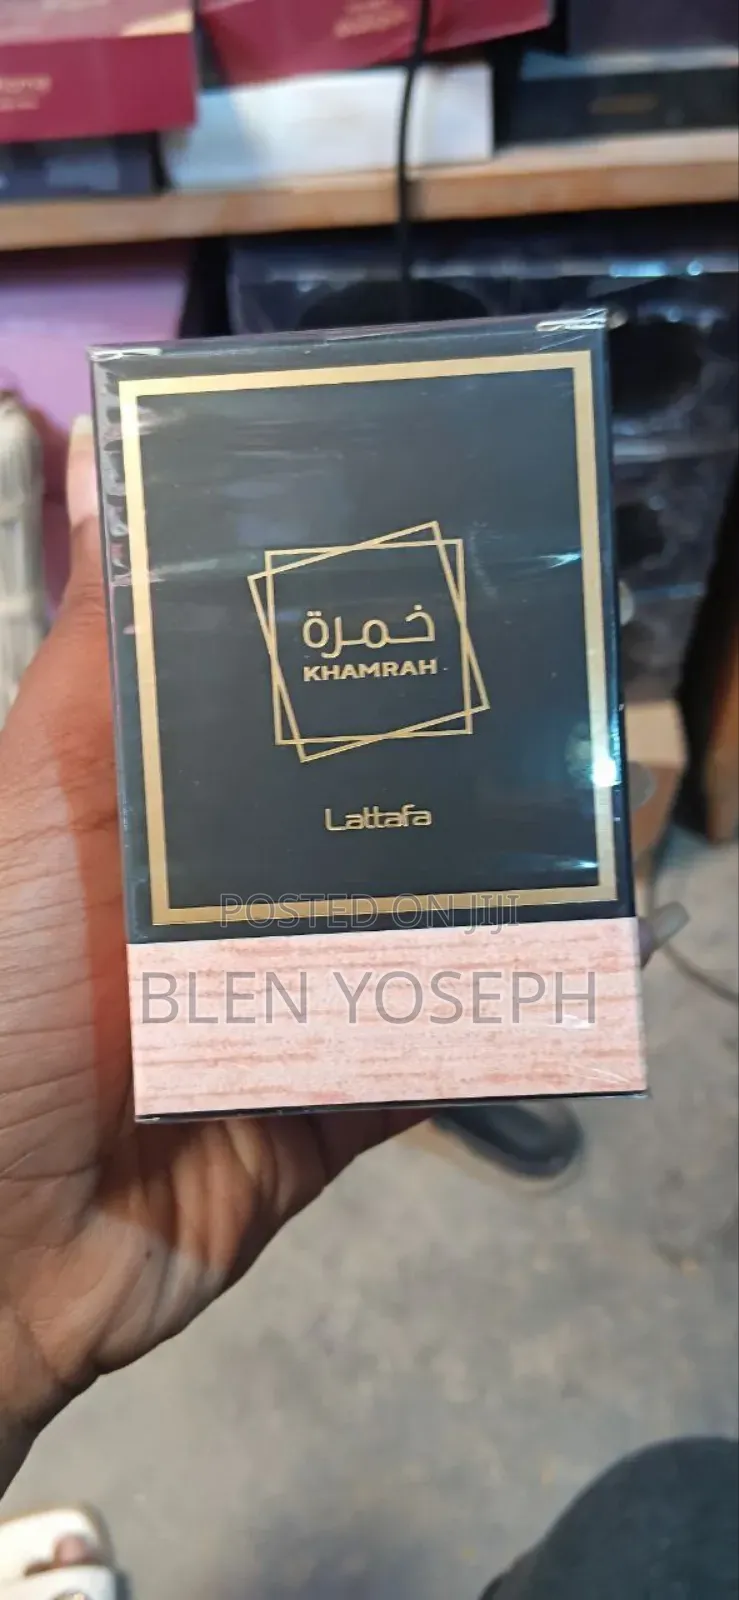 خمرة
KHAMRAH
Lattafa
POSTED ON JIJI
BLEN YOSEPH